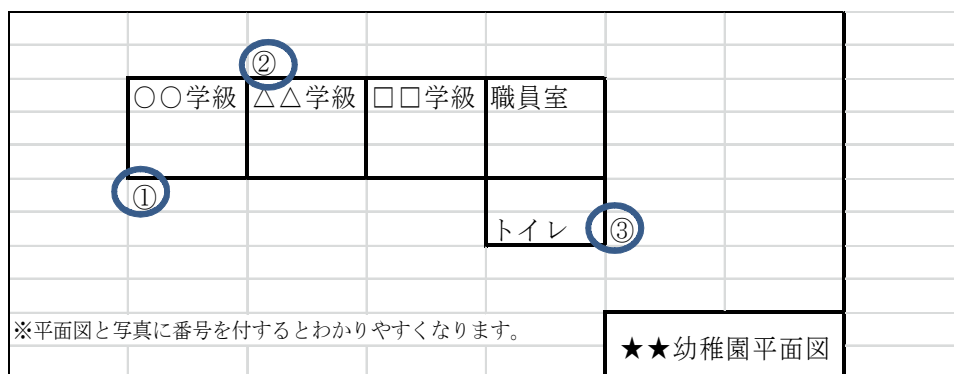 ②
〇〇学級 △△学級 □□学級 職員室
①
トイレ ③
※平面図と写真に番号を付するとわかりやすくなります。
★★幼稚園平面図